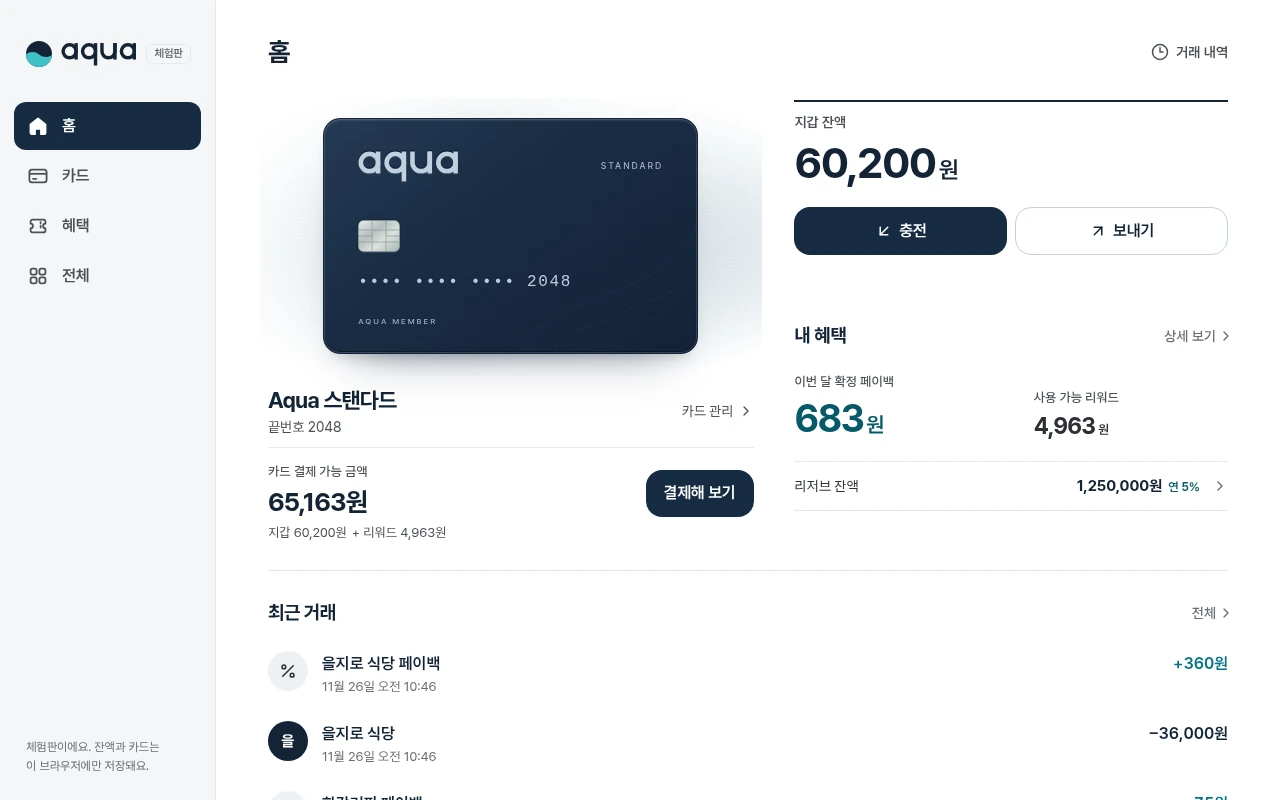 aqua 체험판
홈
카드
혜택
전체
체험판이에요. 잔액과 카드는
이 브라우저에만 저장돼요.
홈
거래 내역
aqua
STANDARD
•••• •••• •••• 2048
AQUA MEMBER
Aqua 스탠다드
끝번호 2048
카드 관리
카드 결제 가능 금액
65,163원
지갑 60,200원 + 리워드 4,963원
결제해 보기
지갑 잔액
60,200원
충전
보내기
내 혜택
상세 보기
이번 달 확정 페이백
683원
사용 가능 리워드
4,963원
리저브 잔액
1,250,000원 연 5%
최근 거래
전체
을지로 식당 페이백
11월 26일 오전 10:46
+360원
을
을지로 식당
11월 26일 오전 10:46
−36,000원